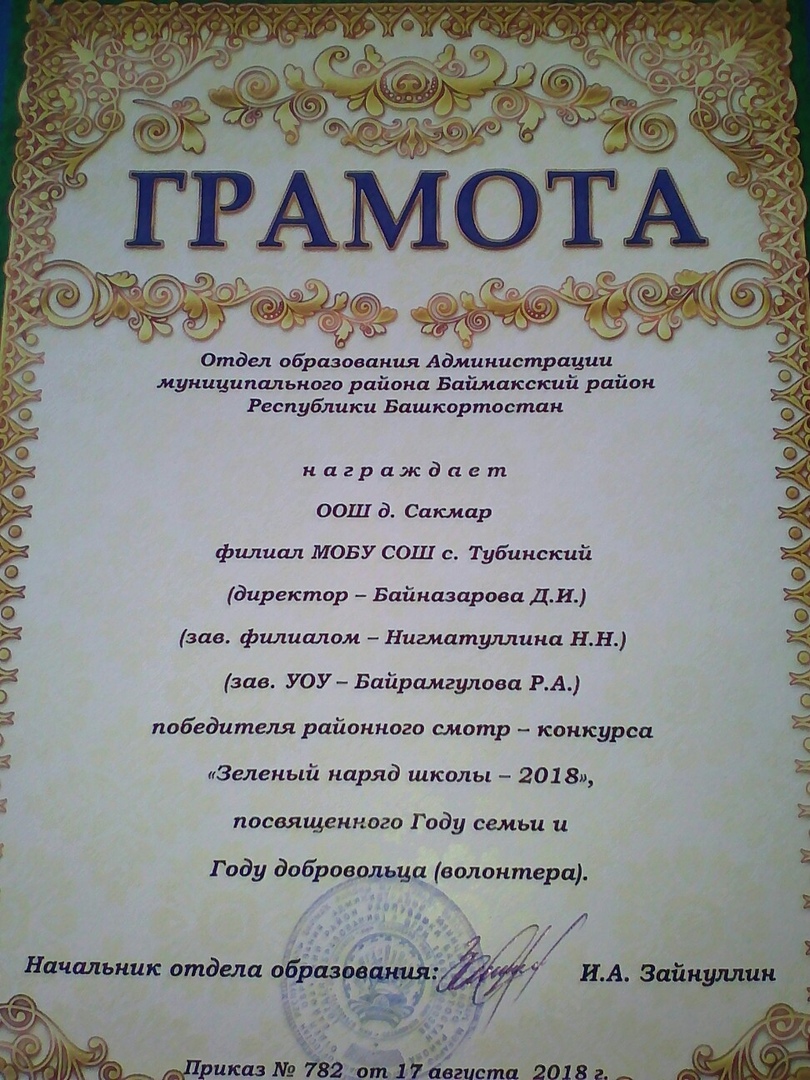 ГРАМОТА
Отдел образования Администрации
муниципального района Баймакский район
Республики Башкортостан
н а г р а ж д а е т
ООШ д. Сакмар
филиал МОБУ СОШ с. Тубинский
(директор – Байназарова Д.И.)
(зав. филиалом – Нигматуллина Н.Н.)
(зав. УОУ – Байрамгулова Р.А.)
победителя районного смотр – конкурса
«Зеленый наряд школы – 2018»,
посвященного Году семьи и
Году добровольца (волонтера).
Начальник отдела образования: И.А. Зайнуллин
Приказ № 782 от 17 августа 2018 г.